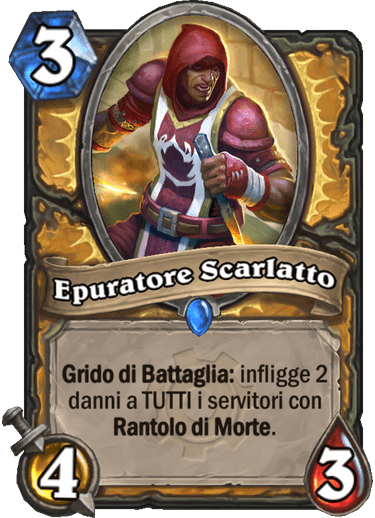 3
Epuratore Scarlatto
Grido di Battaglia: infligge 2
danni a TUTTI i servitori con
Rantolo di Morte.
4
3